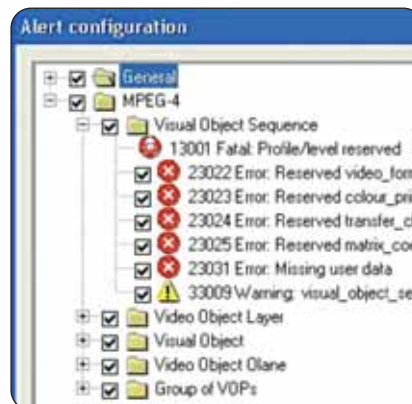 Alert configuration
General
MPEG-4
Visual Object Sequence
13001 Fatal: Profile/level reserved
23022 Error: Reserved video_form
23023 Error: Reserved colour_pri
23024 Error: Reserved transfer_c
23025 Error: Reserved matrix_coe
23031 Error: Missing user data
33009 Warning: visual_object_se
Video Object Layer
Visual Object
Video Object Olane
Group of VOPs